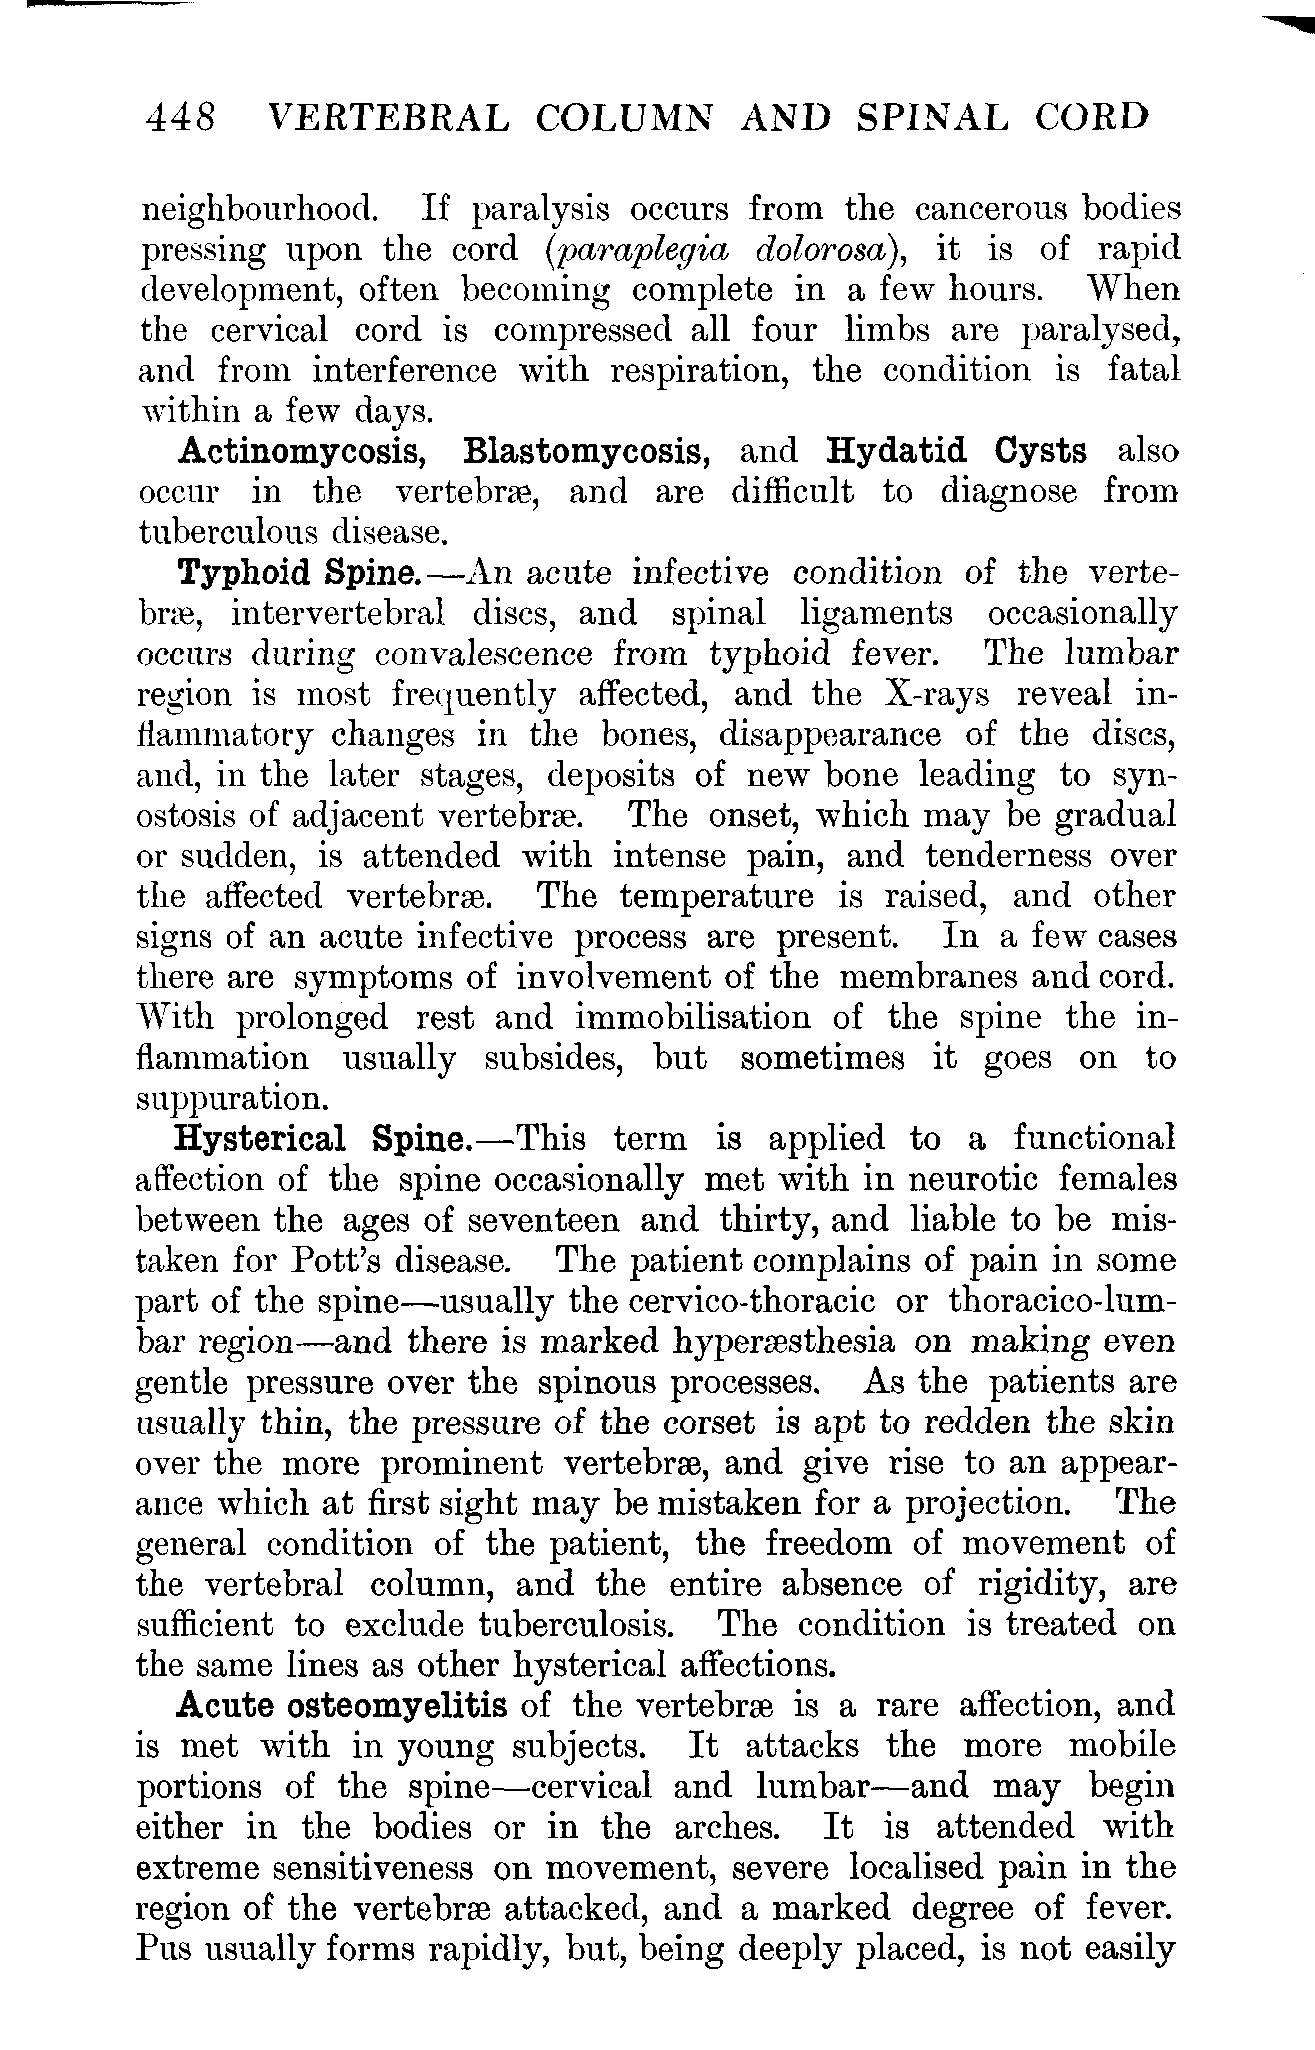 448 VERTEBRAL COLUMN AND SPINAL CORD
neighbourhood. If paralysis occurs from the cancerous bodies
pressing upon the cord (paraplegia dolorosa), it is of rapid
development, often becoming complete in a few hours. When
the cervical cord is compressed all four limbs are paralysed,
and from interference with respiration, the condition is fatal
within a few days.
Actinomycosis, Blastomycosis, and Hydatid Cysts also
occur in the vertebræ, and are difficult to diagnose from
tuberculous disease.
Typhoid Spine.—An acute infective condition of the verte-
bræ, intervertebral discs, and spinal ligaments occasionally
occurs during convalescence from typhoid fever. The lumbar
region is most frequently affected, and the X-rays reveal in-
flammatory changes in the bones, disappearance of the discs,
and, in the later stages, deposits of new bone leading to syn-
ostosis of adjacent vertebræ. The onset, which may be gradual
or sudden, is attended with intense pain, and tenderness over
the affected vertebræ. The temperature is raised, and other
signs of an acute infective process are present. In a few cases
there are symptoms of involvement of the membranes and cord.
With prolonged rest and immobilisation of the spine the in-
flammation usually subsides, but sometimes it goes on to
suppuration.
Hysterical Spine.—This term is applied to a functional
affection of the spine occasionally met with in neurotic females
between the ages of seventeen and thirty, and liable to be mis-
taken for Pott's disease. The patient complains of pain in some
part of the spine—usually the cervico-thoracic or thoracico-lum-
bar region—and there is marked hyperæsthesia on making even
gentle pressure over the spinous processes. As the patients are
usually thin, the pressure of the corset is apt to redden the skin
over the more prominent vertebræ, and give rise to an appear-
ance which at first sight may be mistaken for a projection. The
general condition of the patient, the freedom of movement of
the vertebral column, and the entire absence of rigidity, are
sufficient to exclude tuberculosis. The condition is treated on
the same lines as other hysterical affections.
Acute osteomyelitis of the vertebræ is a rare affection, and
is met with in young subjects. It attacks the more mobile
portions of the spine—cervical and lumbar—and may begin
either in the bodies or in the arches. It is attended with
extreme sensitiveness on movement, severe localised pain in the
region of the vertebræ attacked, and a marked degree of fever.
Pus usually forms rapidly, but, being deeply placed, is not easily